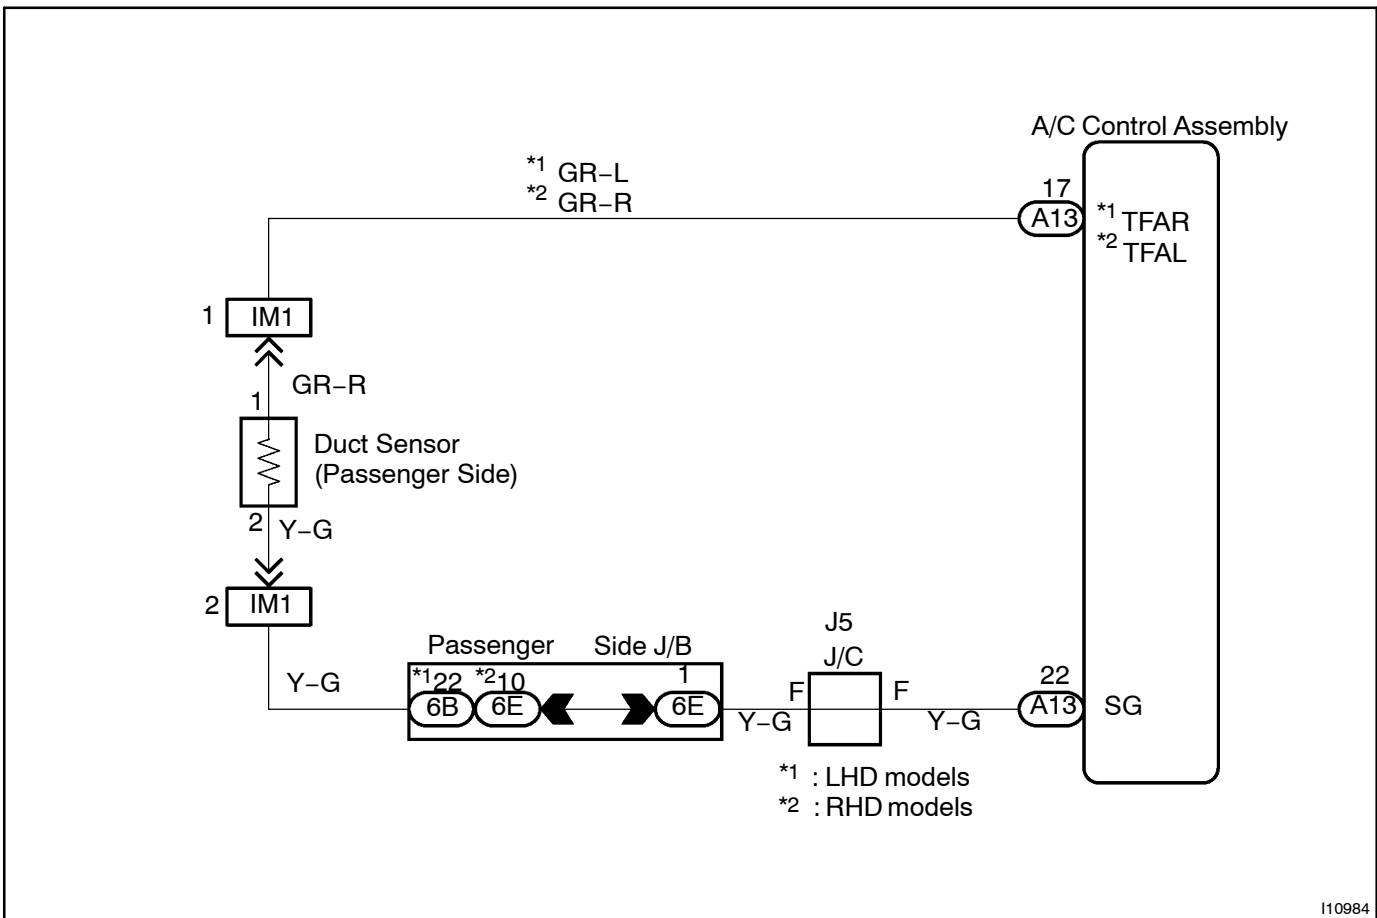 A/C Control Assembly
*1 GR−L
*2 GR−R
17
A13
*1 TFAR
*2 TFAL
1 IM1
GR−R
1
Duct Sensor
(Passenger Side)
2 Y−G
2 IM1
Y−G
Passenger Side J/B
*1 22 *2 10 1
6B 6E 6E
Y−G
J5
J/C
F F
Y−G
22
A13 SG
*1 : LHD models
*2 : RHD models
I10984